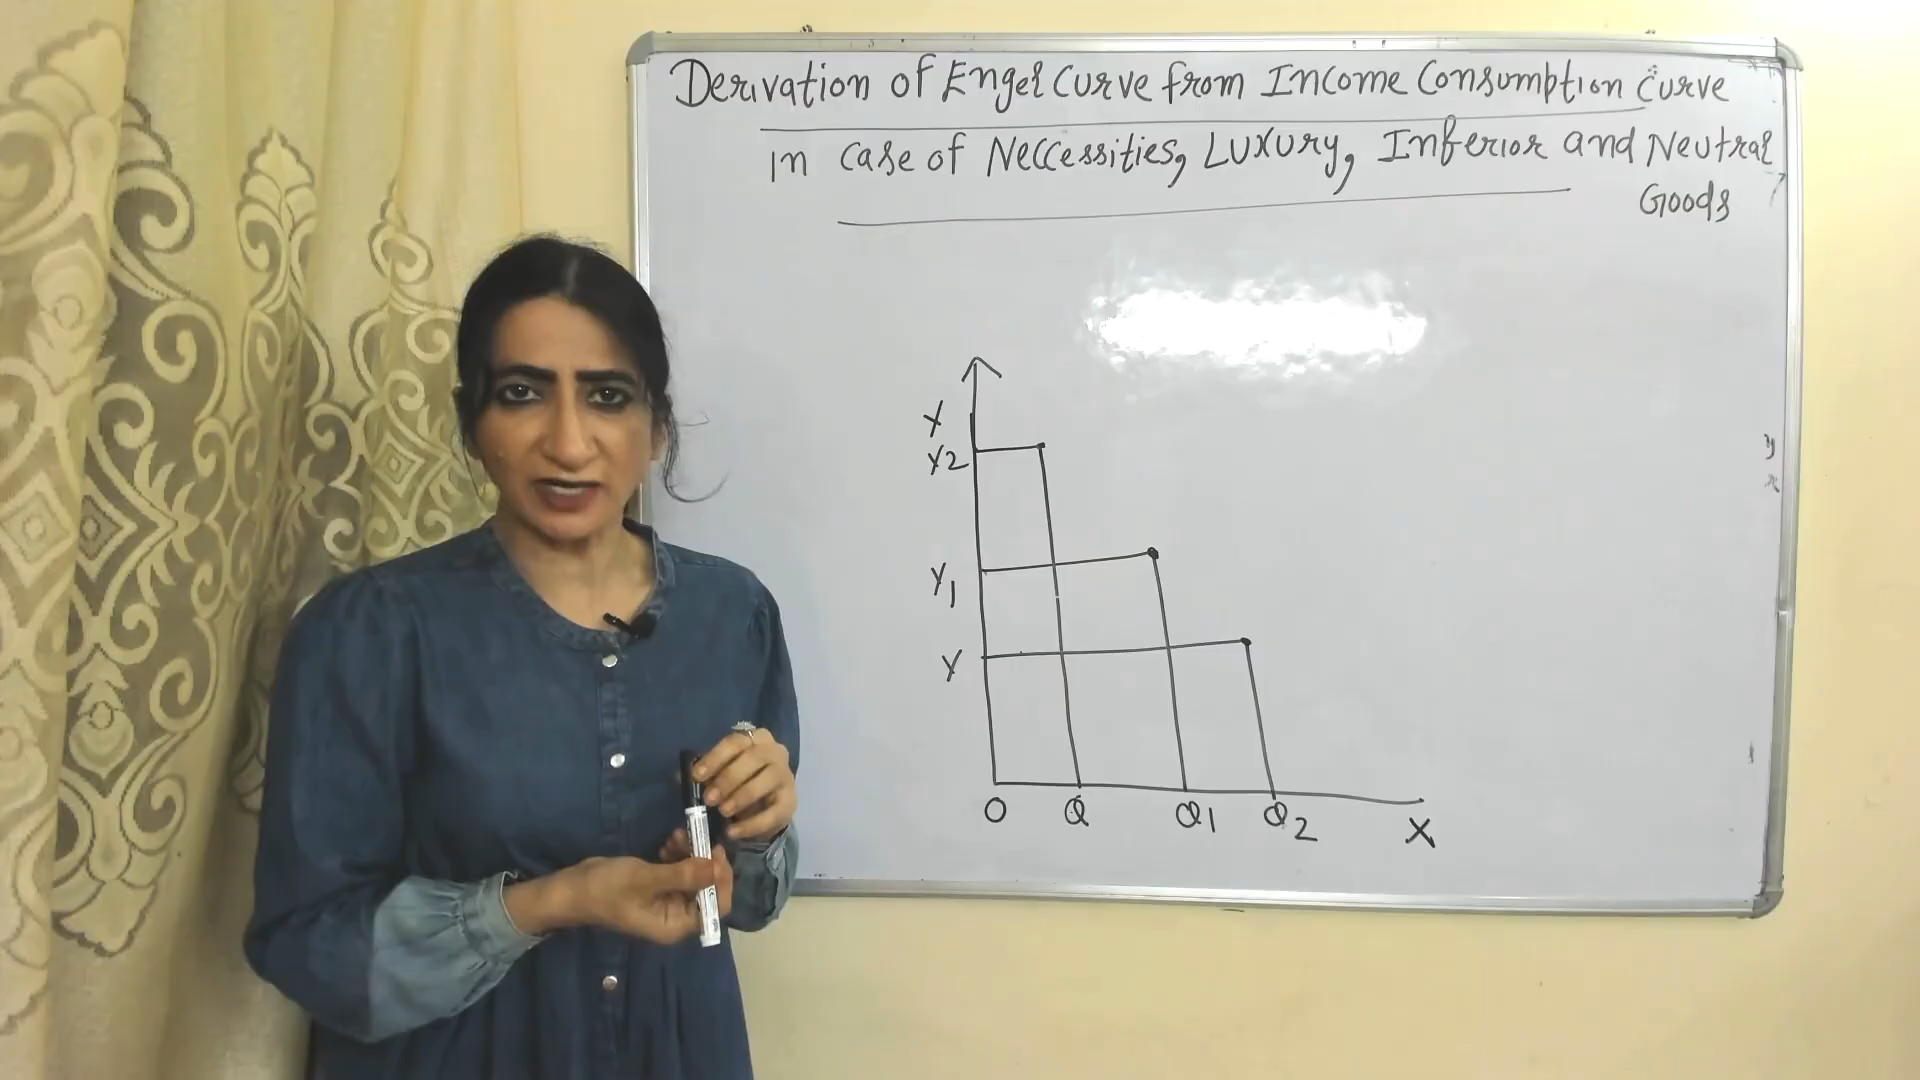 Derivation of Engel Curve from Income Consumption Curve
in case of Neccessities, Luxury, Inferior and Neutral
Goods
Y
Y2
Y1
Y
O Q Q1 Q2 X